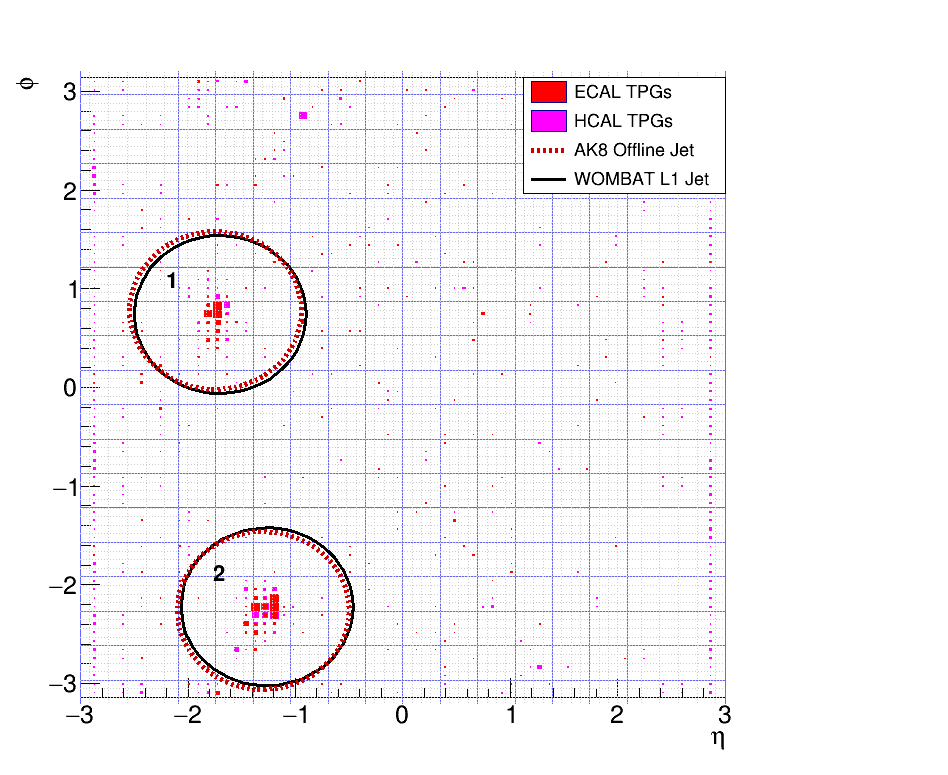 ϕ
3
2
1
0
−1
−2
−3
ECAL TPGs
HCAL TPGs
AK8 Offline Jet
WOMBAT L1 Jet
1
2
−3 −2 −1 0 1 2 3
η